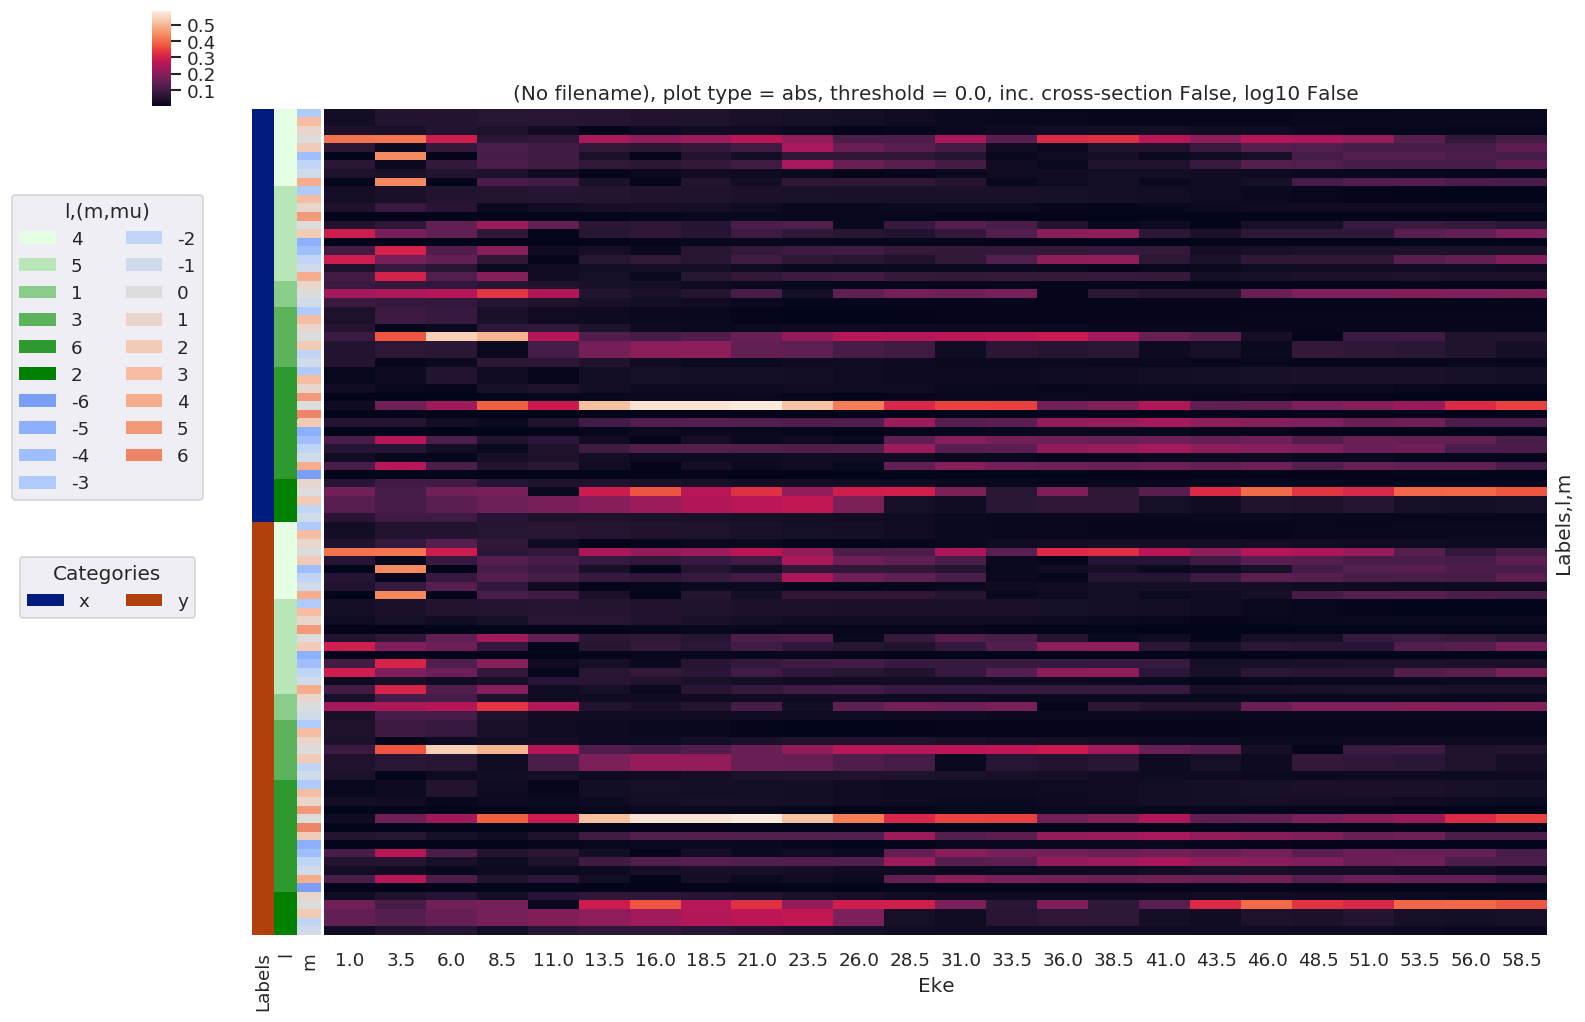 0.5
0.4
0.3
0.2
0.1
(No filename), plot type = abs, threshold = 0.0, inc. cross-section False, log10 False
l,(m,mu)
4 -2
5 -1
1 0
3 1
6 2
2 3
-6 4
-5 5
-4 6
-3
Categories
x y
Labels,l,m
Labels l m
1.0 3.5 6.0 8.5 11.0 13.5 16.0 18.5 21.0 23.5 26.0 28.5 31.0 33.5 36.0 38.5 41.0 43.5 46.0 48.5 51.0 53.5 56.0 58.5
Eke